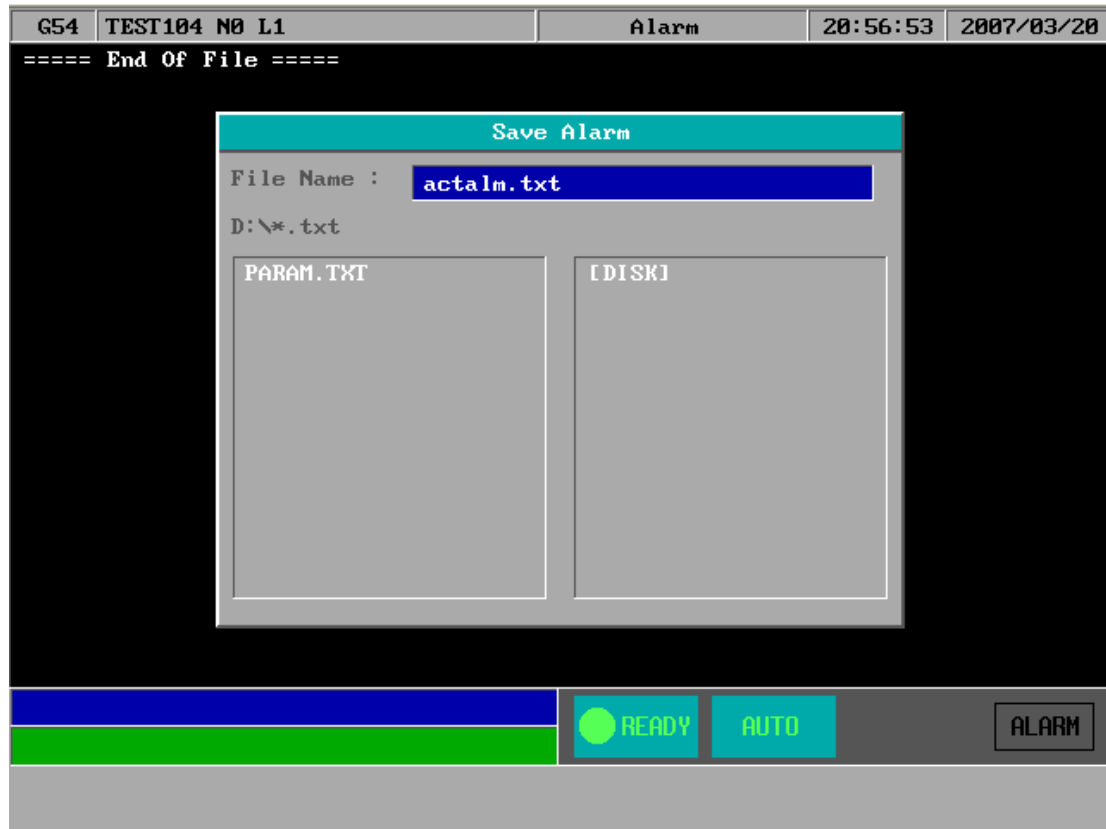 G54 TEST104 N0 L1 Alarm 20:56:53 2007/03/20
===== End Of File =====
Save Alarm
File Name : actalm.txt
D:\*.txt
PARAM.TXT [DISK]
READY AUTO ALARM